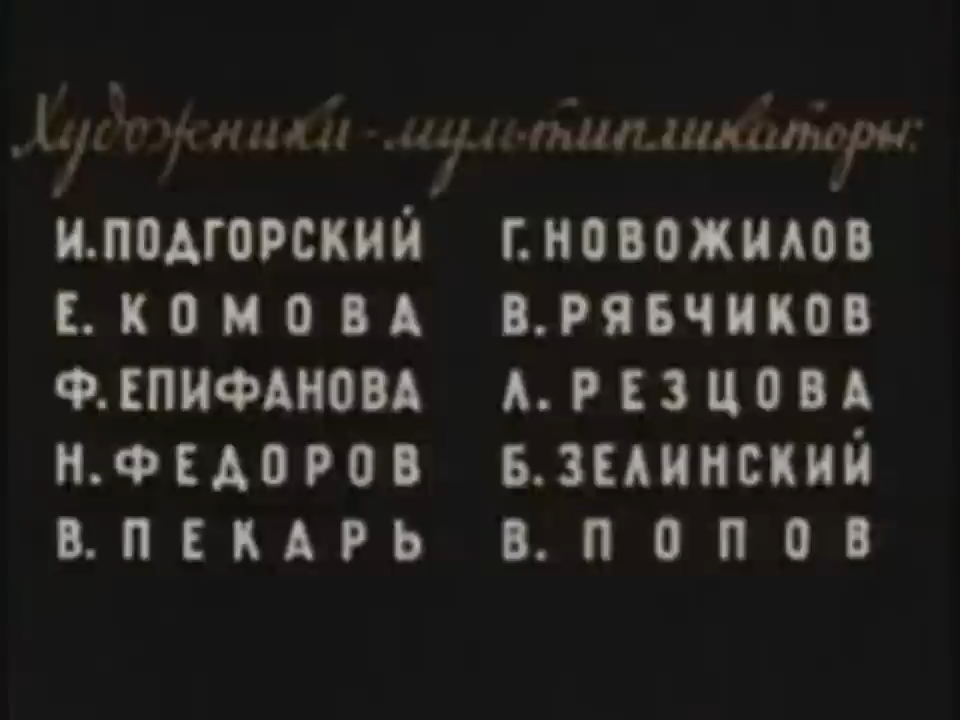 Художники-мультипликаторы:
И. ПОДГОРСКИЙ Г. НОВОЖИЛОВ
Е. КОМОВА В. РЯБЧИКОВ
Ф. ЕПИФАНОВА Л. РЕЗЦОВА
Н. ФЕДОРОВ Б. ЗЕЛИНСКИЙ
В. ПЕКАРЬ В. ПОПОВ